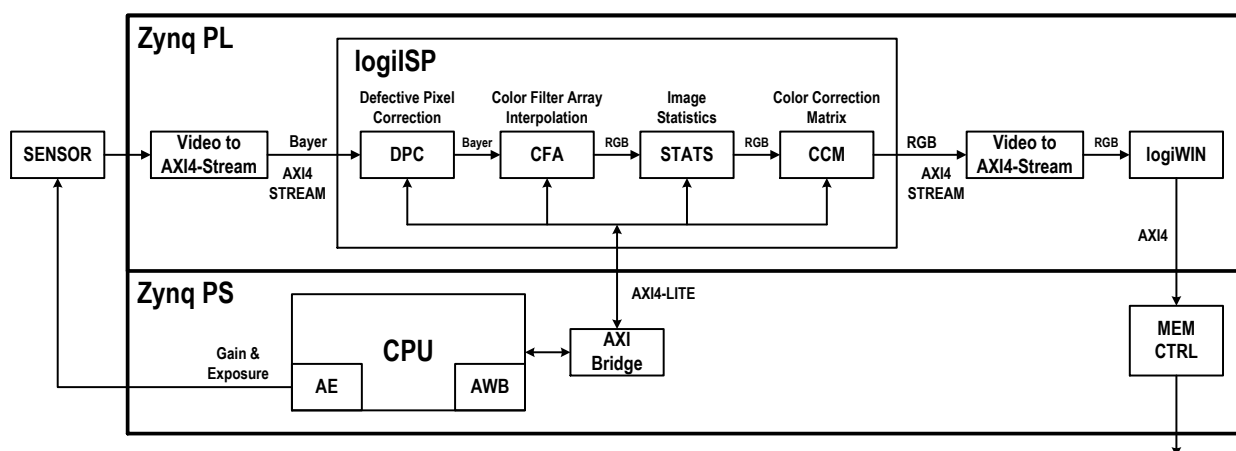 Zynq PL
logiISP
Defective Pixel
Correction
Color Filter Array
Interpolation
Image
Statistics
Color Correction
Matrix
SENSOR
Video to
AXI4-Stream
Bayer
AXI4
STREAM
DPC
Bayer
CFA
RGB
STATS
RGB
CCM
RGB
AXI4
STREAM
Video to
AXI4-Stream
RGB
logiWIN
AXI4
Zynq PS
AXI4-LITE
CPU
AE
AWB
Gain &
Exposure
AXI
Bridge
MEM
CTRL